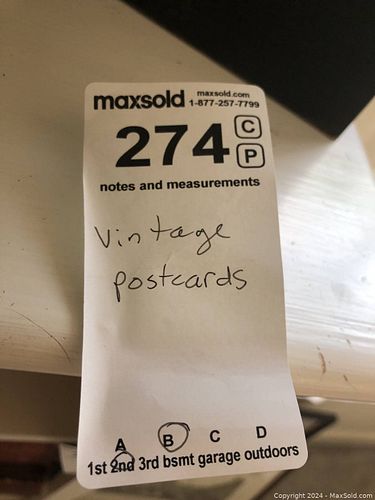 maxsold maxsold.com
1-877-257-7799
274 C
P
notes and measurements
Vintage
postcards
A B C D
1st 2nd 3rd bsmt garage outdoors
Copyright 2024 - MaxSold.com